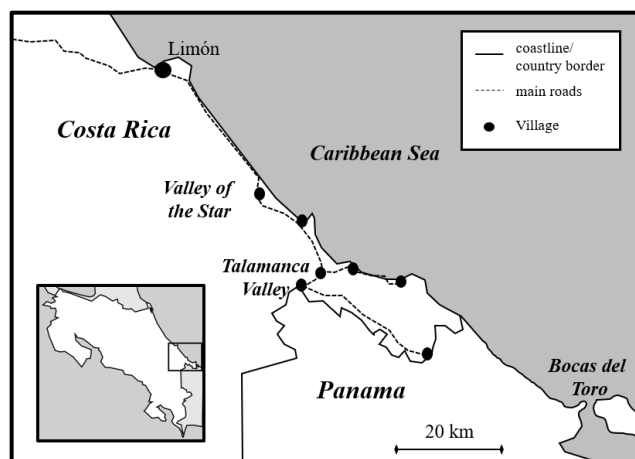 Limón
coastline/
country border
main roads
Village
Costa Rica
Caribbean Sea
Valley of
the Star
Talamanca
Valley
Panama
Bocas del
Toro
20 km